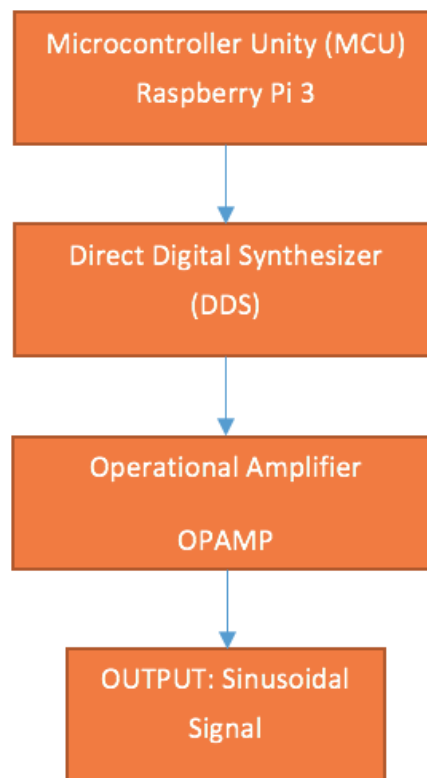 Microcontroller Unity (MCU)
Raspberry Pi 3
Direct Digital Synthesizer
(DDS)
Operational Amplifier
OPAMP
OUTPUT: Sinusoidal
Signal